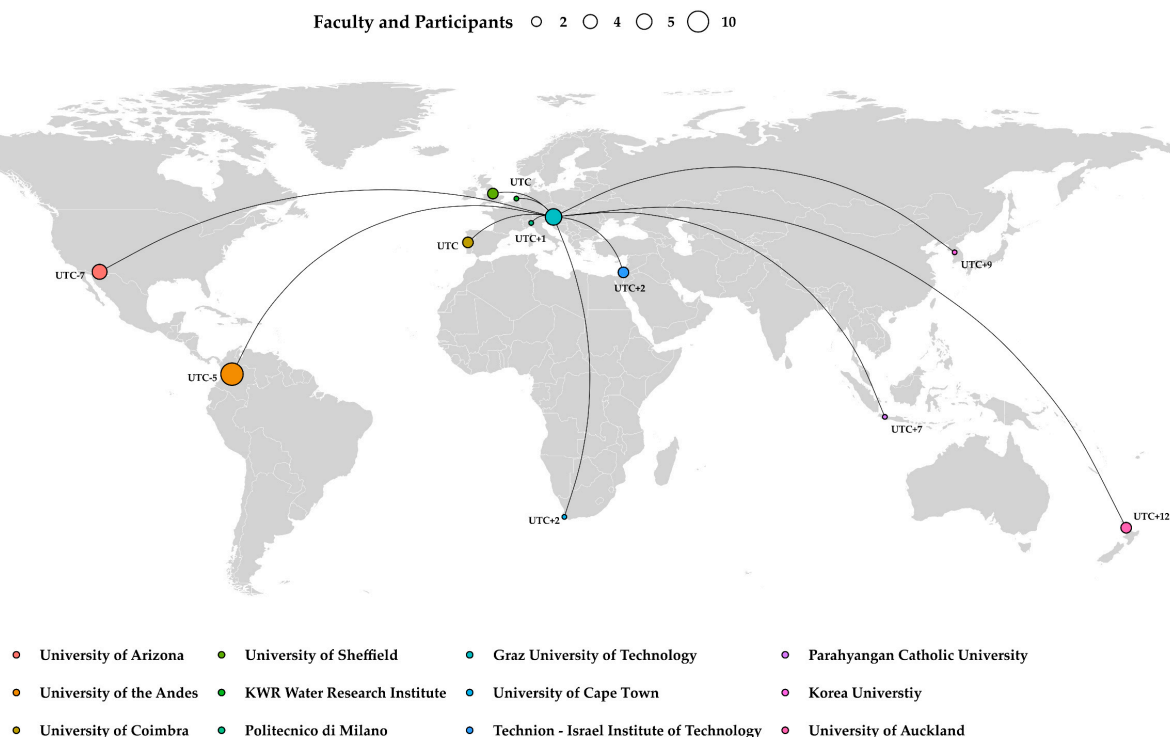 Faculty and Participants 2 4 5 10
UTC
UTC
UTC+1
UTC-7
UTC+2
UTC+9
UTC-5
UTC+7
UTC+2
UTC+12
University of Arizona University of Sheffield Graz University of Technology Parahyangan Catholic University
University of the Andes KWR Water Research Institute University of Cape Town Korea Universtiy
University of Coimbra Politecnico di Milano Technion - Israel Institute of Technology University of Auckland